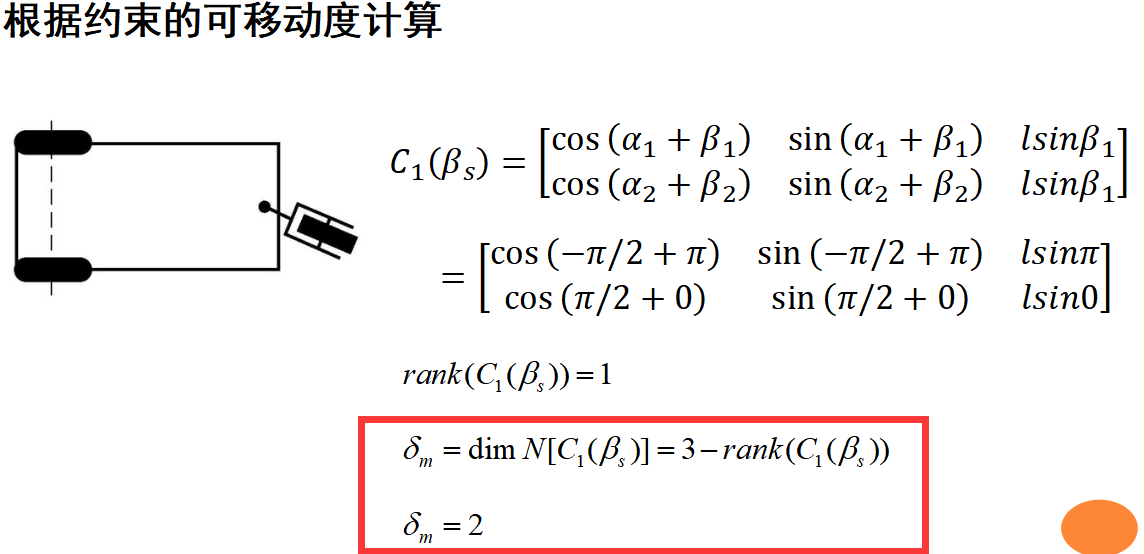 根据约束的可移动度计算
C₁(βₛ) = [cos (α₁ + β₁) sin (α₁ + β₁) lsinβ₁]
[cos (α₂ + β₂) sin (α₂ + β₂) lsinβ₁]
= [cos (−π/2 + π) sin (−π/2 + π) lsinπ]
[cos (π/2 + 0) sin (π/2 + 0) lsin0]
rank(C₁(βₛ)) = 1
δₘ = dim N[C₁(βₛ)] = 3 − rank(C₁(βₛ))
δₘ = 2